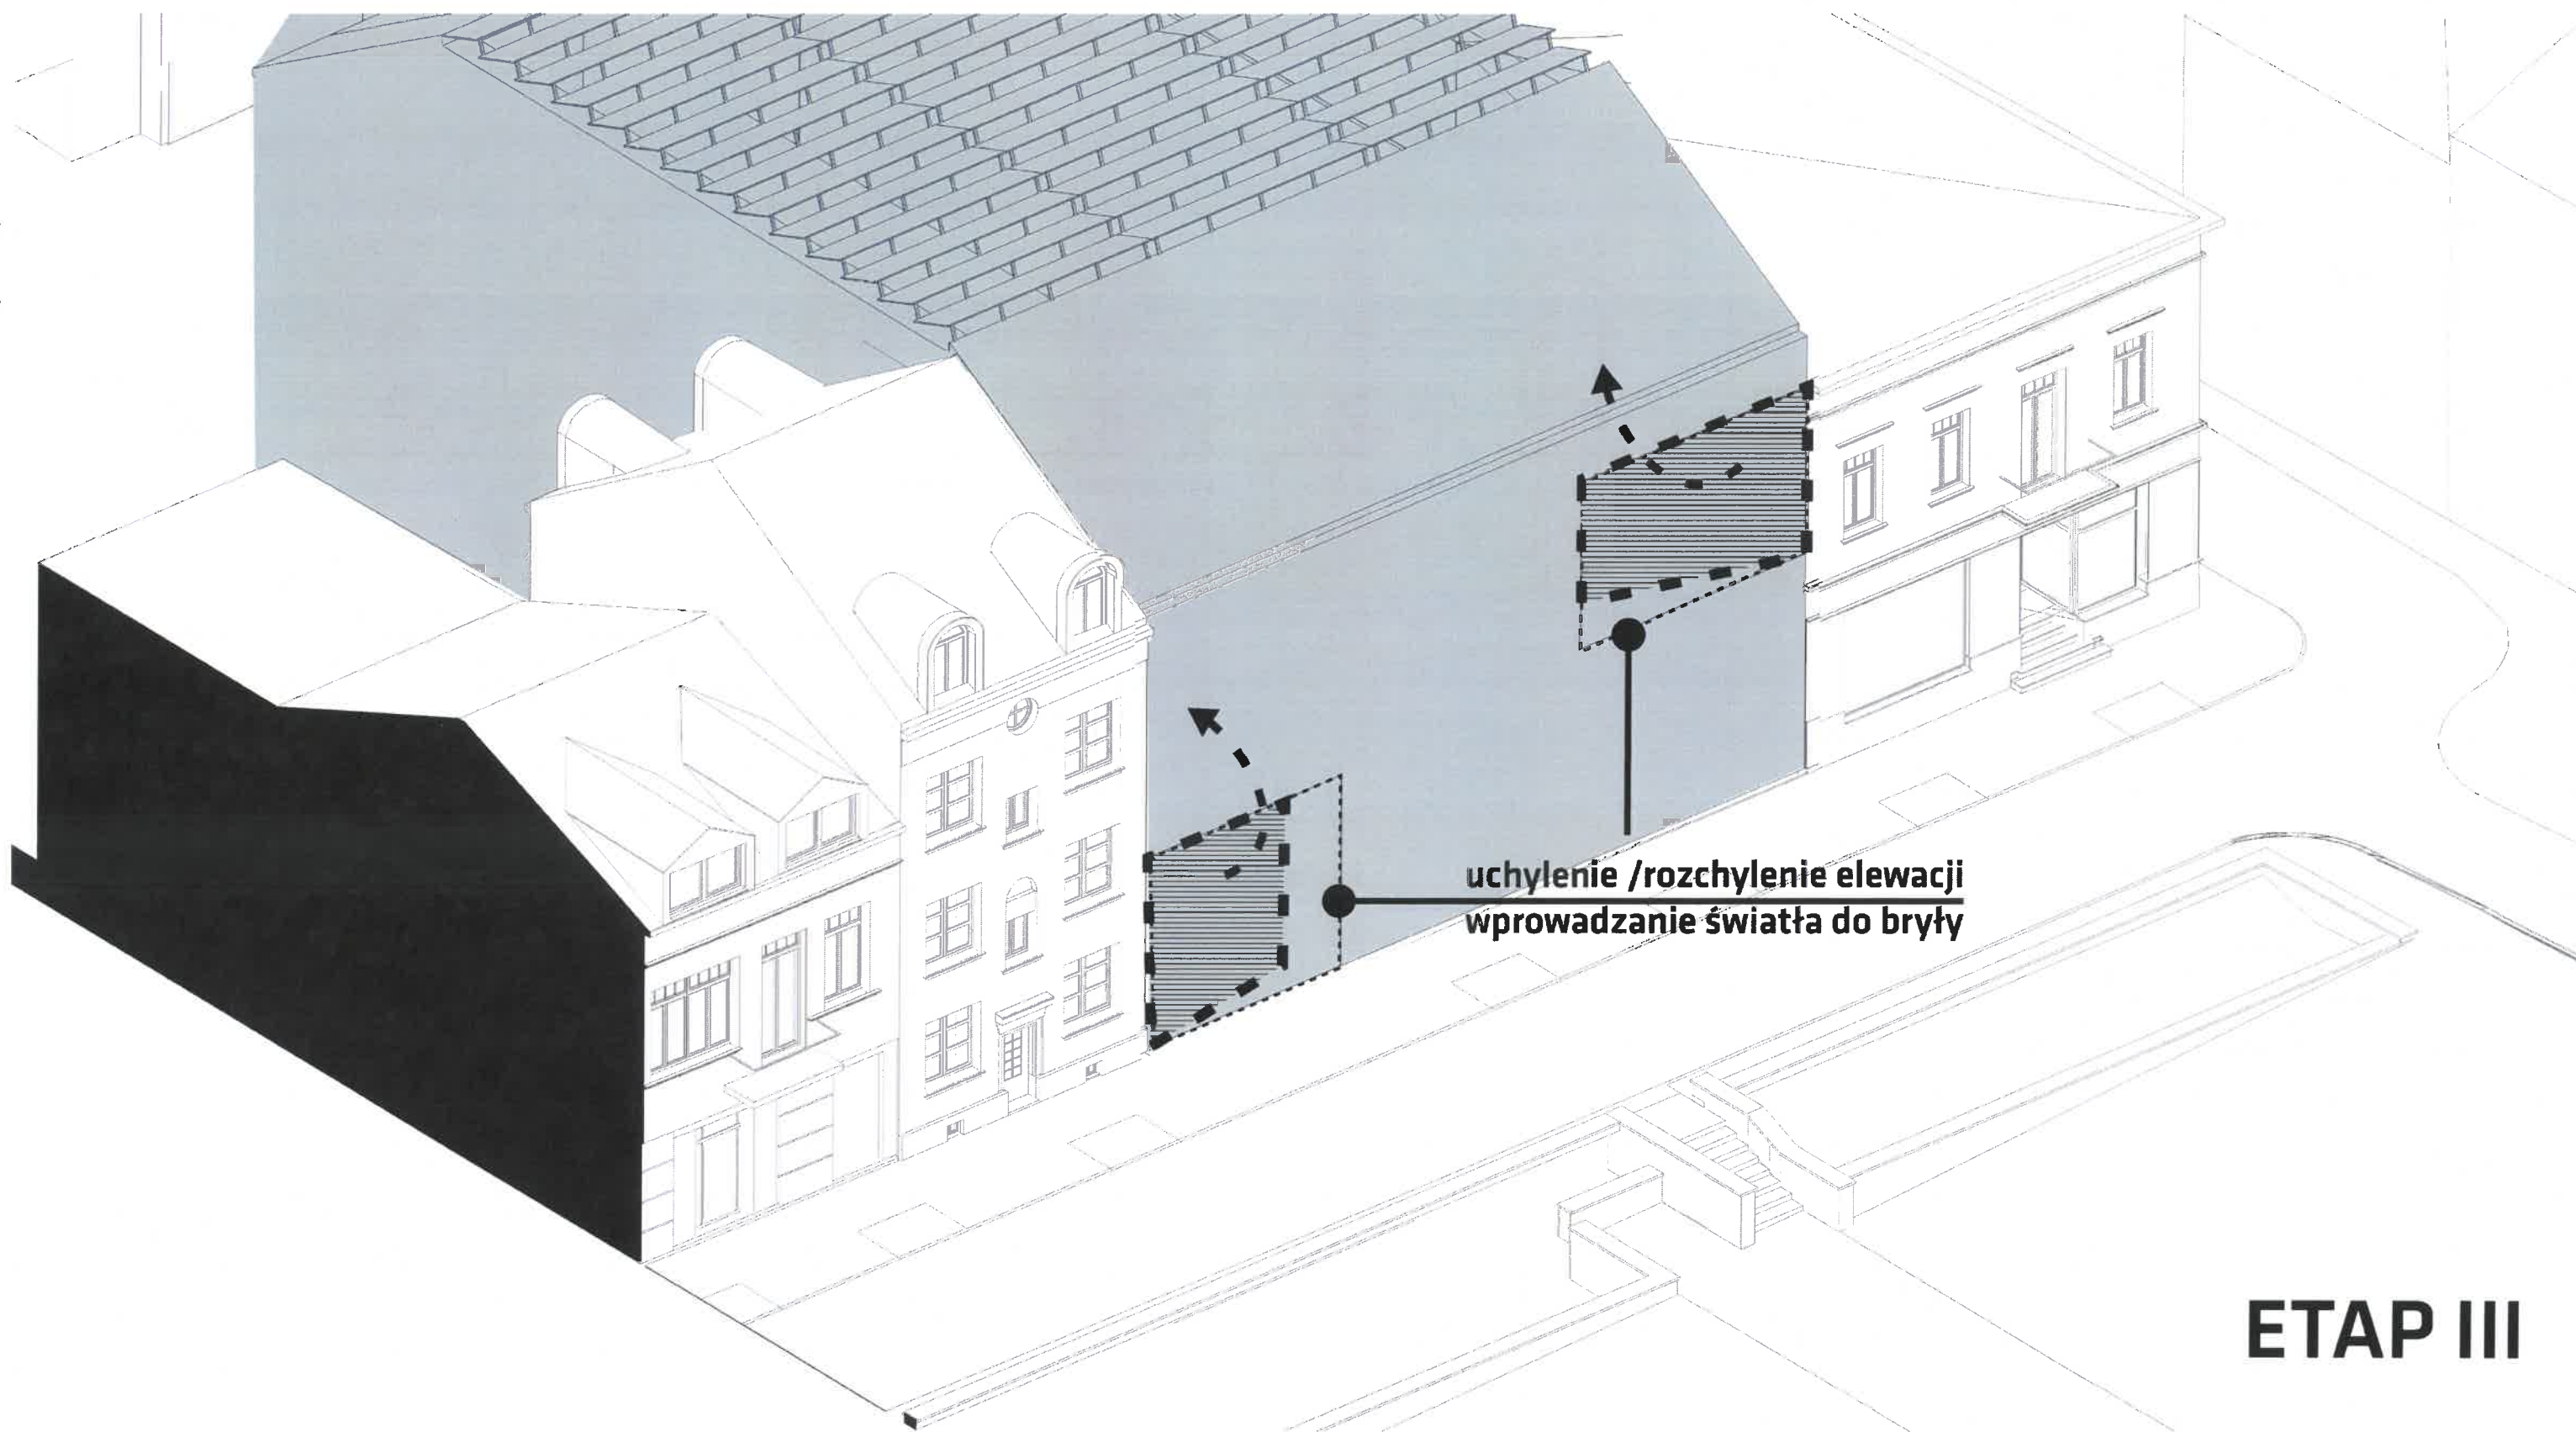 uchylenie /rozchylenie elewacji
wprowadzanie światła do bryły
ETAP III